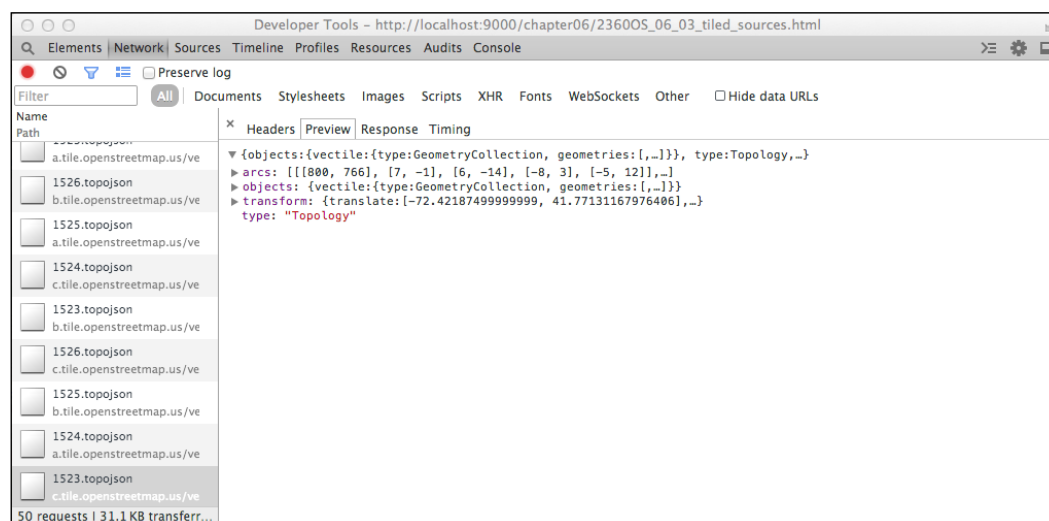 Developer Tools - http://localhost:9000/chapter06/2360OS_06_03_tiled_sources.html
Elements Network Sources Timeline Profiles Resources Audits Console
Preserve log
Filter All Documents Stylesheets Images Scripts XHR Fonts WebSockets Other Hide data URLs
Name
Path
× Headers Preview Response Timing
▼{objects:{vectile:{type:GeometryCollection, geometries:[,…]}}, type:Topology,…}
▶arcs: [[[800, 766], [7, -1], [6, -14], [-8, 3], [-5, 12]],…]
▶objects: {vectile:{type:GeometryCollection, geometries:[,…]}}
▶transform: {translate:[-72.42187499999999, 41.77131167976406],…}
type: "Topology"
a.tile.openstreetmap.us/ve
1526.topojson
b.tile.openstreetmap.us/ve
1525.topojson
a.tile.openstreetmap.us/ve
1524.topojson
c.tile.openstreetmap.us/ve
1523.topojson
b.tile.openstreetmap.us/ve
1526.topojson
c.tile.openstreetmap.us/ve
1525.topojson
b.tile.openstreetmap.us/ve
1524.topojson
a.tile.openstreetmap.us/ve
1523.topojson
c.tile.openstreetmap.us/ve
50 requests | 31.1 KB transferr...